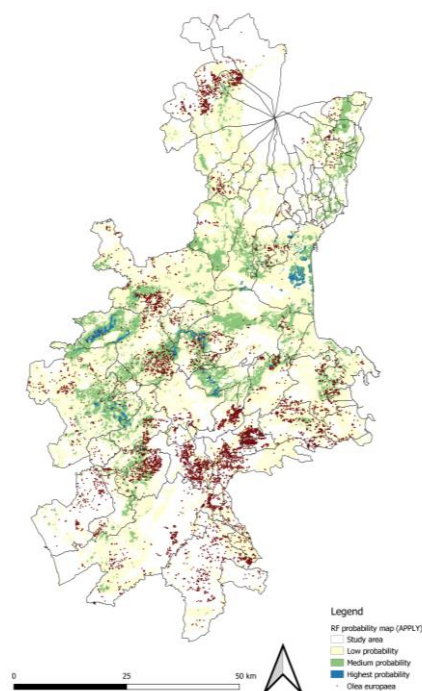 Legend
RF probability map (APPLY)
Study area
Low probability
Medium probability
Highest probability
Olea europaea
0 25 50 km